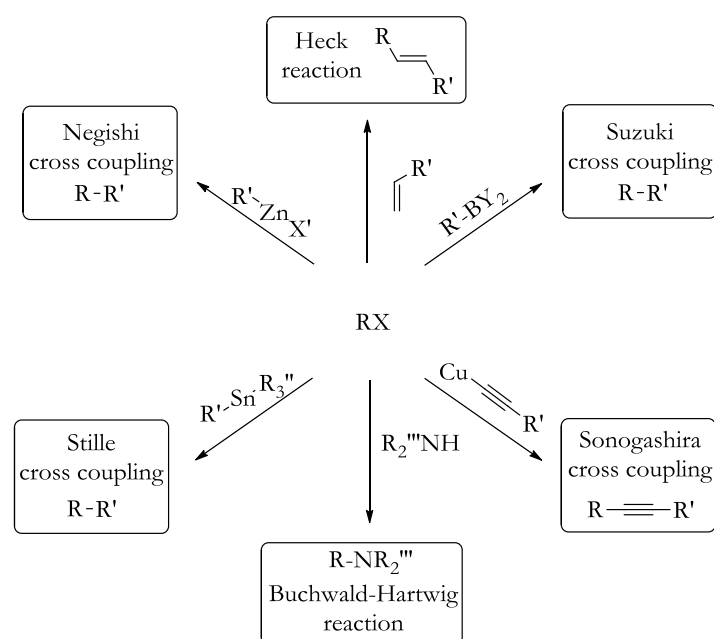 Heck
reaction
R
R'
Negishi
cross coupling
R-R'
Suzuki
cross coupling
R-R'
R'-Zn
X'
R'
R'-BY₂
RX
R'-Sn-R₃''
R₂'''NH
Cu
R'
Stille
cross coupling
R-R'
Sonogashira
cross coupling
R
R'
R-NR₂'''
Buchwald-Hartwig
reaction